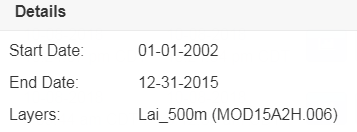 Details
Start Date: 01-01-2002
End Date: 12-31-2015
Layers: Lai_500m (MOD15A2H.006)